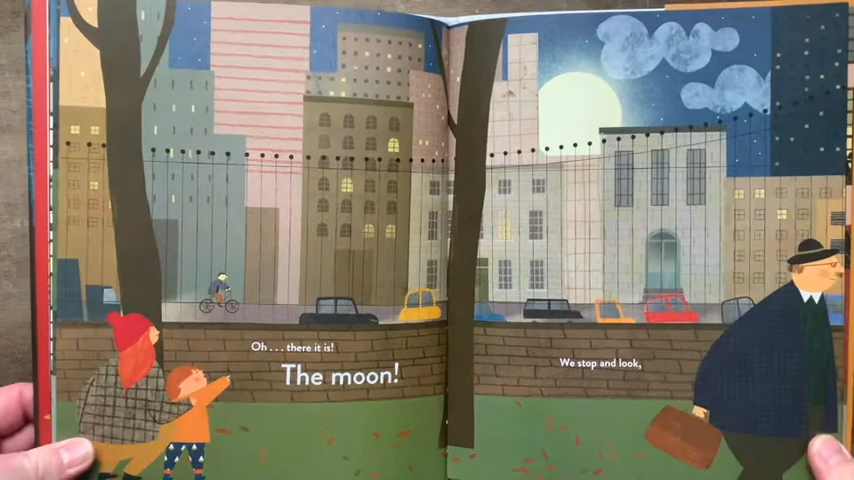 Oh . . . there it is!
The moon!
We stop and look,